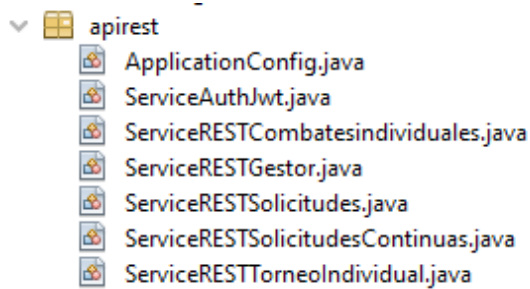 apirest
ApplicationConfig.java
ServiceAuthJwt.java
ServiceRESTCombatesindividuales.java
ServiceRESTGestor.java
ServiceRESTSolicitudes.java
ServiceRESTSolicitudesContinuas.java
ServiceRESTTorneoIndividual.java